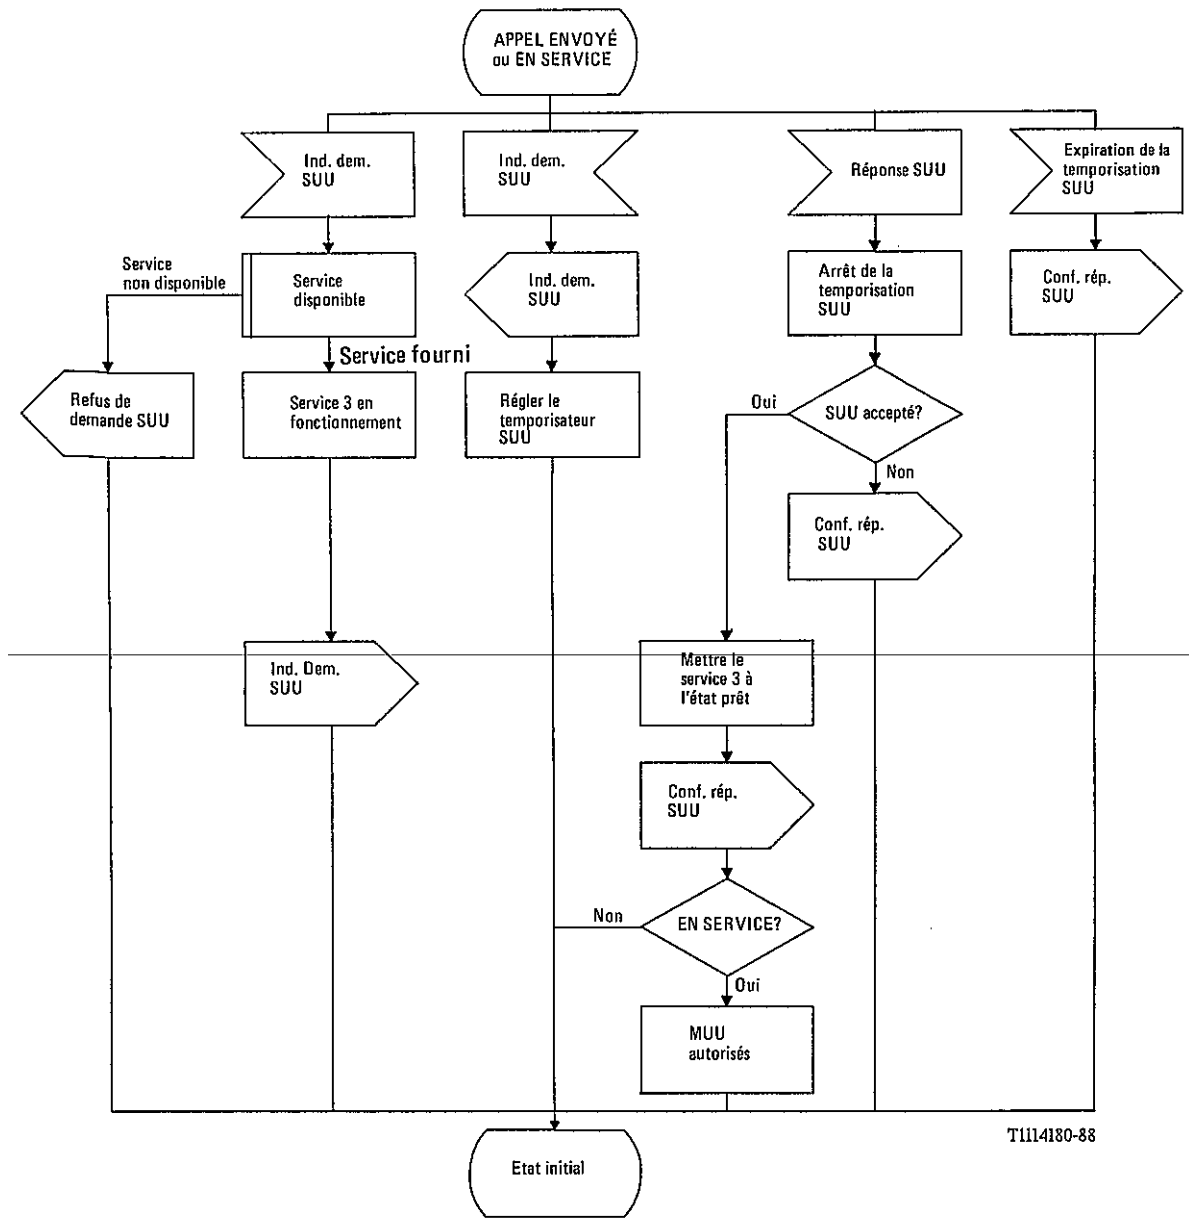 APPEL ENVOYÉ
ou EN SERVICE
Ind. dem.
SUU
Ind. dem.
SUU
Réponse SUU
Expiration de la
temporisation
SUU
Service
non disponible
Service
disponible
Ind. dem.
SUU
Arrêt de la
temporisation
SUU
Conf. rép.
SUU
Service fourni
Refus de
demande SUU
Service 3 en
fonctionnement
Régler le
temporisateur
SUU
Oui
SUU accepté?
Non
Conf. rép.
SUU
Ind. Dem.
SUU
Mettre le
service 3 à
l'état prêt
Conf. rép.
SUU
Non
EN SERVICE?
Oui
MUU
autorisés
T1114180-88
Etat initial